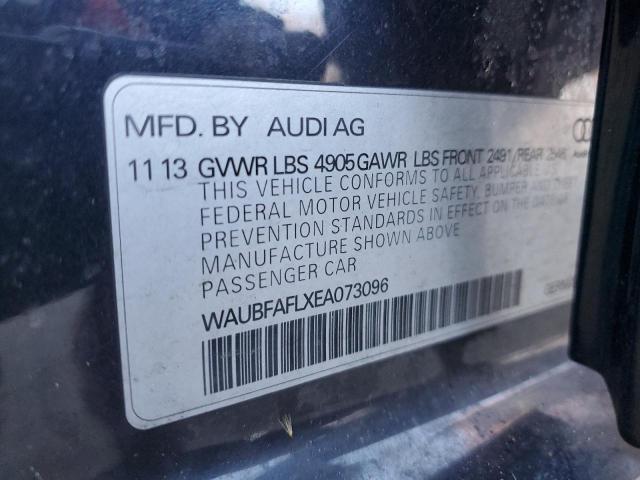 MFD. BY AUDI AG
11 13 GVWR LBS 4905 GAWR LBS FRONT 2491 / REAR
THIS VEHICLE CONFORMS TO ALL APPLICABLE
FEDERAL MOTOR VEHICLE SAFETY, BUMPER AND THEFT
PREVENTION STANDARDS IN EFFECT ON THE DATE OF
MANUFACTURE SHOWN ABOVE
PASSENGER CAR
WAUBFAFLXEA073096